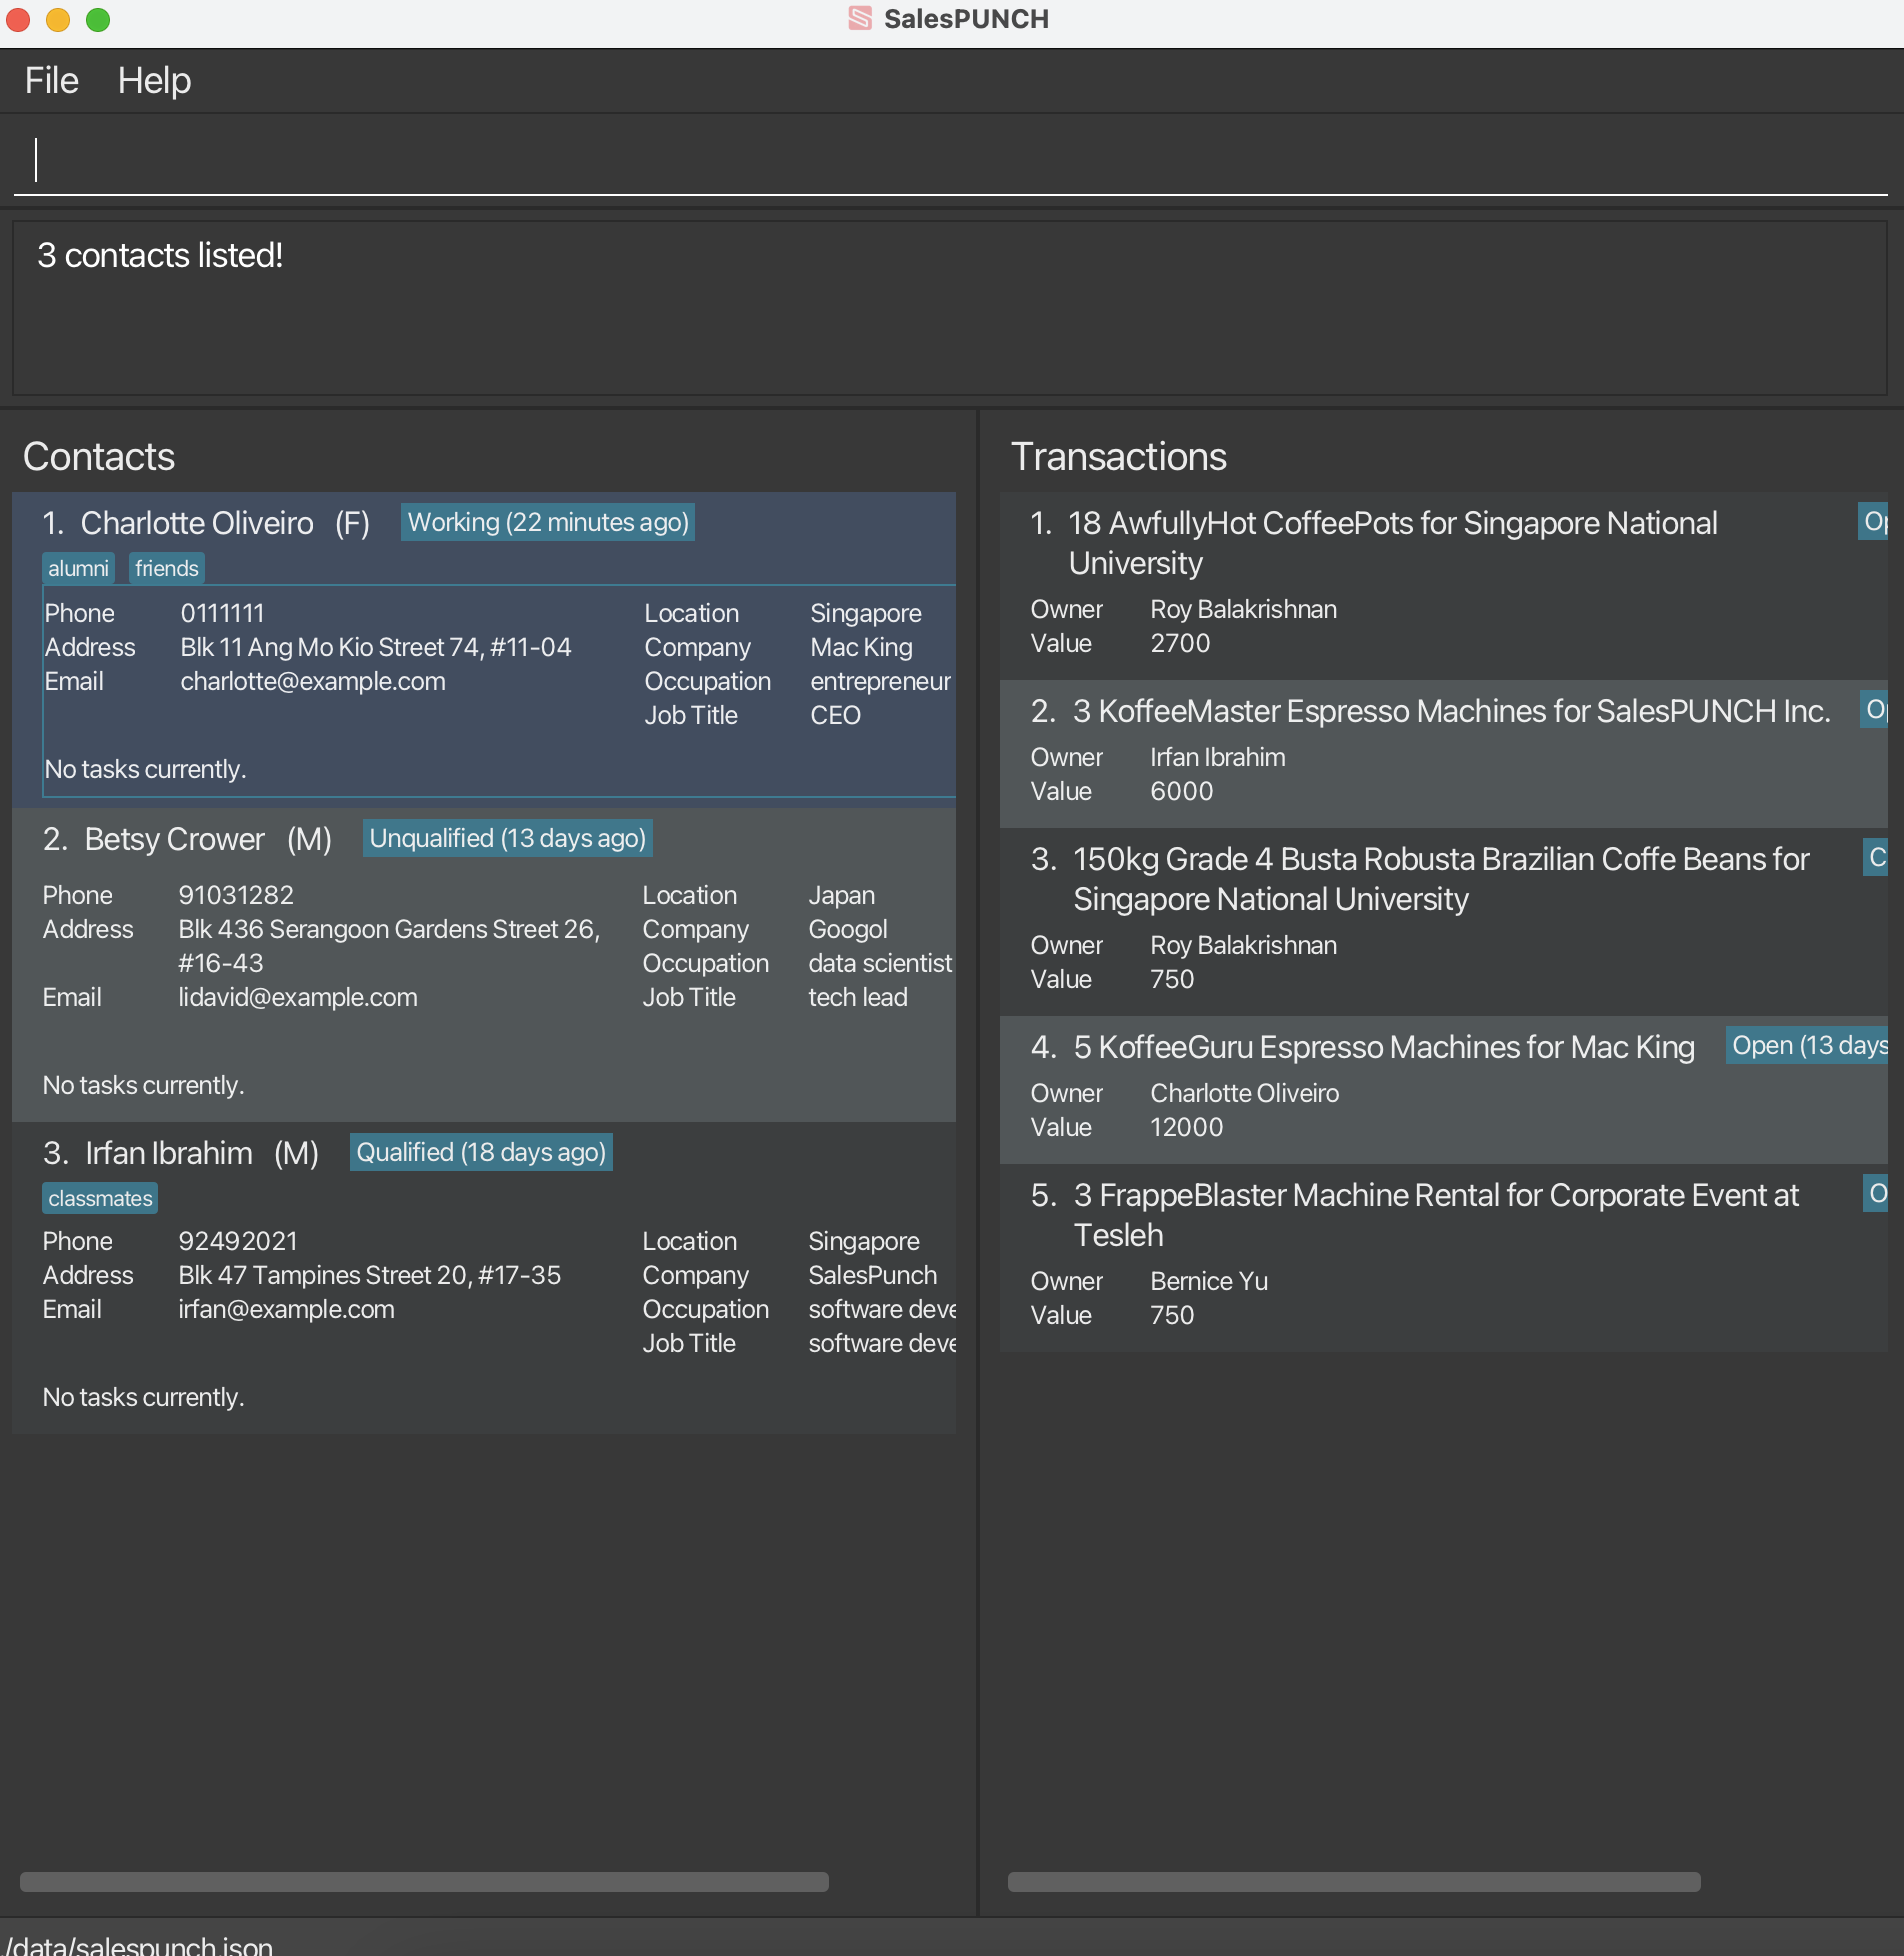 SalesPUNCH
File Help
3 contacts listed!
Contacts
1. Charlotte Oliveiro (F) Working (22 minutes ago)
alumni friends
Phone 0111111 Location Singapore
Address Blk 11 Ang Mo Kio Street 74, #11-04 Company Mac King
Email charlotte@example.com Occupation entrepreneur
Job Title CEO
No tasks currently.
2. Betsy Crower (M) Unqualified (13 days ago)
Phone 91031282 Location Japan
Address Blk 436 Serangoon Gardens Street 26, Company Googol
#16-43 Occupation data scientist
Email lidavid@example.com Job Title tech lead
No tasks currently.
3. Irfan Ibrahim (M) Qualified (18 days ago)
classmates
Phone 92492021 Location Singapore
Address Blk 47 Tampines Street 20, #17-35 Company SalesPunch
Email irfan@example.com Occupation software deve
Job Title software deve
No tasks currently.
Transactions
1. 18 AwfullyHot CoffeePots for Singapore National
University
Owner Roy Balakrishnan
Value 2700
2. 3 KoffeeMaster Espresso Machines for SalesPUNCH Inc.
Owner Irfan Ibrahim
Value 6000
3. 150kg Grade 4 Busta Robusta Brazilian Coffe Beans for
Singapore National University
Owner Roy Balakrishnan
Value 750
4. 5 KoffeeGuru Espresso Machines for Mac King Open (13 days
Owner Charlotte Oliveiro
Value 12000
5. 3 FrappeBlaster Machine Rental for Corporate Event at
Tesleh
Owner Bernice Yu
Value 750
/data/salespunch.json